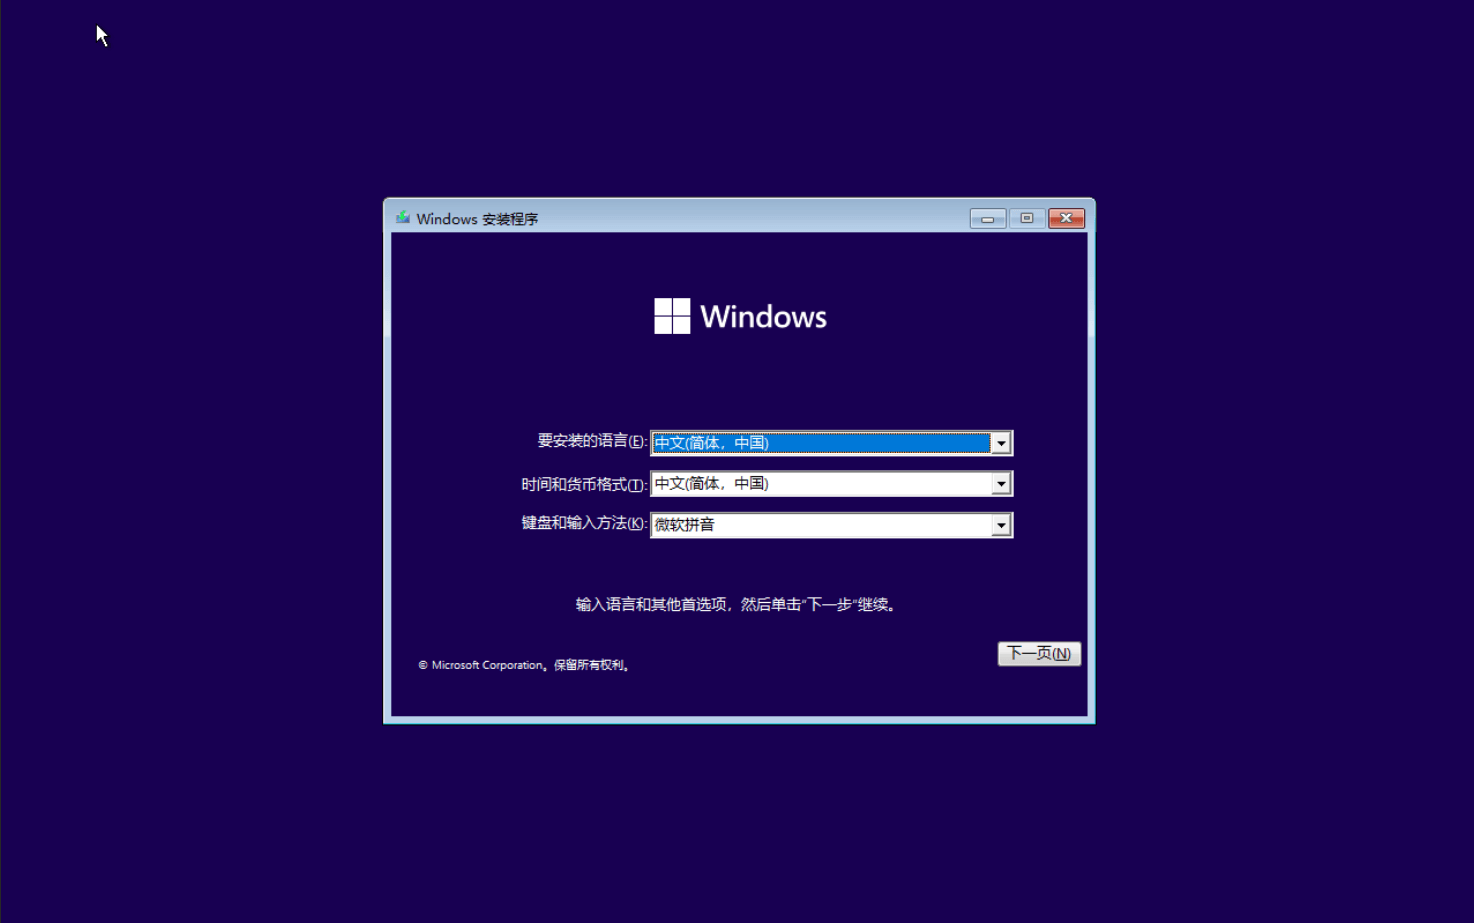 Windows 安装程序
Windows
要安装的语言(E): 中文(简体，中国)
时间和货币格式(T): 中文(简体，中国)
键盘和输入方法(K): 微软拼音
输入语言和其他首选项，然后单击"下一步"继续。
下一页(N)
© Microsoft Corporation。保留所有权利。